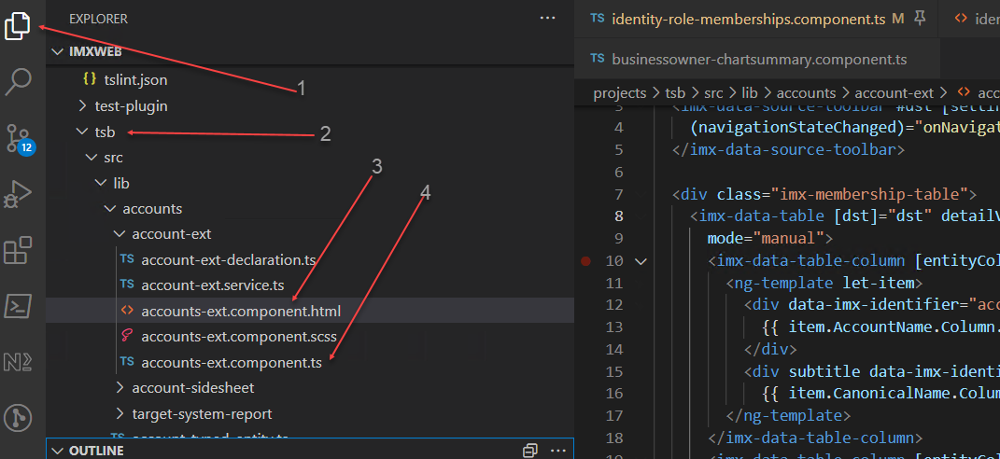 EXPLORER
IMXWEB
{} tslint.json
test-plugin
tsb
src
lib
accounts
account-ext
TS account-ext-declaration.ts
TS account-ext.service.ts
<> accounts-ext.component.html
accounts-ext.component.scss
TS accounts-ext.component.ts
account-sidesheet
target-system-report
TS account-typed-entity.ts
OUTLINE
12
1
2
3
4
TS identity-role-memberships.component.ts M
<> iden
TS businessowner-chartsummary.component.ts
projects > tsb > src > lib > accounts > account-ext > <> acc
3 <imx-data-source-toolbar #dst [
4 (navigationStateChanged)="onNavigat
5 </imx-data-source-toolbar>
6
7 <div class="imx-membership-table">
8 <imx-data-table [dst]="dst" detailV
9 mode="manual">
10 <imx-data-table-column [entityCol
11 <ng-template let-item>
12 <div data-imx-identifier="acc
13 {{ item.AccountName.Column.
14 </div>
15 <div subtitle data-imx-identi
16 {{ item.CanonicalName.Colum
17 </ng-template>
18 </imx-data-table-column>
19 <imx-data-table-column [entityCol